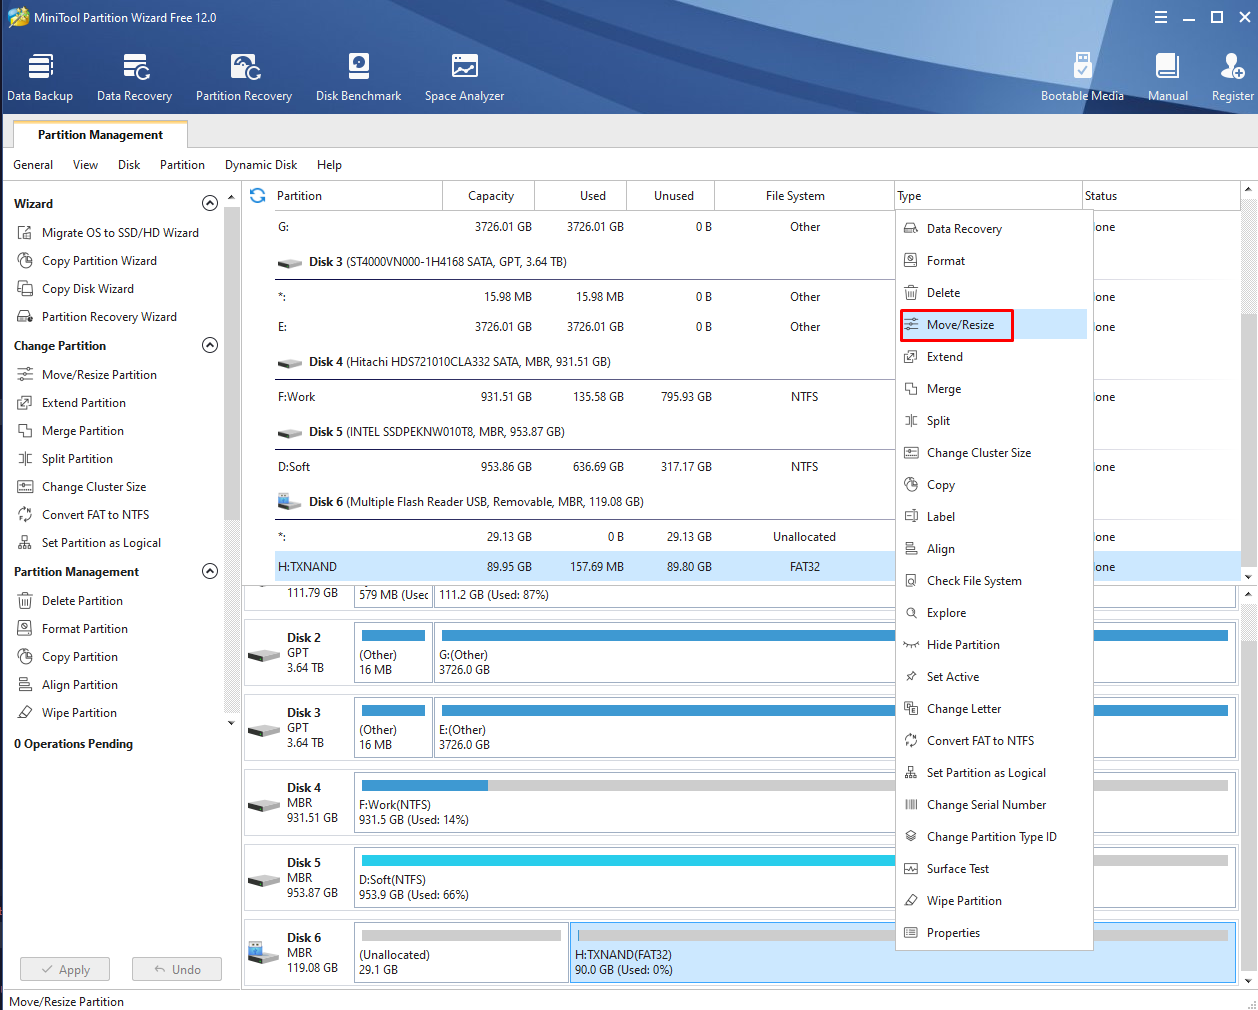 MiniTool Partition Wizard Free 12.0
Data Backup
Data Recovery
Partition Recovery
Disk Benchmark
Space Analyzer
Bootable Media
Manual
Register
Partition Management
General View Disk Partition Dynamic Disk Help
Wizard
Migrate OS to SSD/HD Wizard
Copy Partition Wizard
Copy Disk Wizard
Partition Recovery Wizard
Change Partition
Move/Resize Partition
Extend Partition
Merge Partition
Split Partition
Change Cluster Size
Convert FAT to NTFS
Set Partition as Logical
Partition Management
Delete Partition
Format Partition
Copy Partition
Align Partition
Wipe Partition
0 Operations Pending
Apply
Undo
Move/Resize Partition
Partition Capacity Used Unused File System Type Status
G: 3726.01 GB 3726.01 GB 0 B Other one
Disk 3 (ST4000VN000-1H4168 SATA, GPT, 3.64 TB)
*: 15.98 MB 15.98 MB 0 B Other one
E: 3726.01 GB 3726.01 GB 0 B Other one
Disk 4 (Hitachi HDS721010CLA332 SATA, MBR, 931.51 GB)
F:Work 931.51 GB 135.58 GB 795.93 GB NTFS one
Disk 5 (INTEL SSDPEKNW010T8, MBR, 953.87 GB)
D:Soft 953.86 GB 636.69 GB 317.17 GB NTFS one
Disk 6 (Multiple Flash Reader USB, Removable, MBR, 119.08 GB)
*: 29.13 GB 0 B 29.13 GB Unallocated one
H:TXNAND 89.95 GB 157.69 MB 89.80 GB FAT32 one
111.79 GB
579 MB (Usec
111.2 GB (Used: 87%)
Disk 2
GPT
3.64 TB
(Other)
16 MB
G:(Other)
3726.0 GB
Disk 3
GPT
3.64 TB
(Other)
16 MB
E:(Other)
3726.0 GB
Disk 4
MBR
931.51 GB
F:Work(NTFS)
931.5 GB (Used: 14%)
Disk 5
MBR
953.87 GB
D:Soft(NTFS)
953.9 GB (Used: 66%)
Disk 6
MBR
119.08 GB
(Unallocated)
29.1 GB
H:TXNAND(FAT32)
90.0 GB (Used: 0%)
Data Recovery
Format
Delete
Move/Resize
Extend
Merge
Split
Change Cluster Size
Copy
Label
Align
Check File System
Explore
Hide Partition
Set Active
Change Letter
Convert FAT to NTFS
Set Partition as Logical
Change Serial Number
Change Partition Type ID
Surface Test
Wipe Partition
Properties